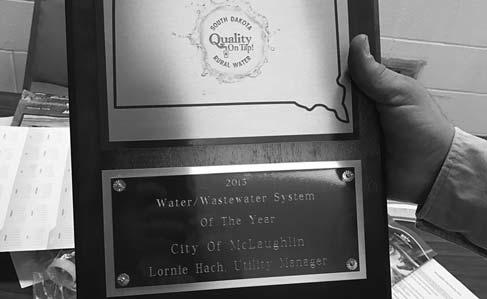 SOUTH DAKOTA
Quality
On Tap!
RURAL WATER
2015
Water/Wastewater System
Of The Year
City Of McLaughlin
Lornie Hach, Utility Manager